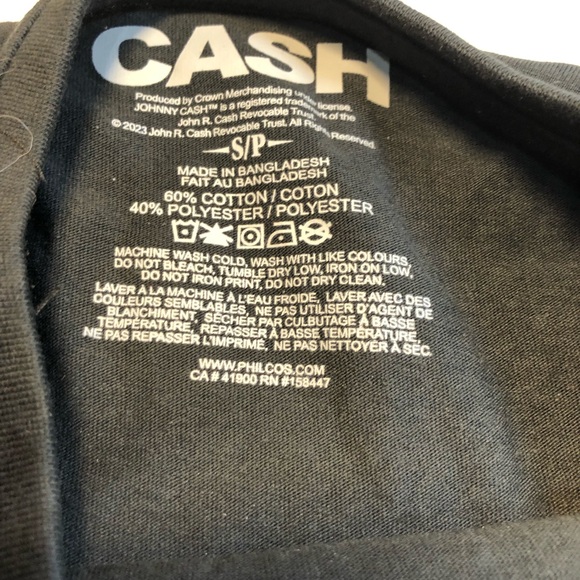 CASH
Produced by Crown Merchandising under license.
JOHNNY CASH™ is a registered trademark of the
John R. Cash Revocable Trust.
© 2023 John R. Cash Revocable Trust. All Rights Reserved.
S/P
MADE IN BANGLADESH
FAIT AU BANGLADESH
60% COTTON / COTON
40% POLYESTER / POLYESTER
MACHINE WASH COLD, WASH WITH LIKE COLOURS,
DO NOT BLEACH, TUMBLE DRY LOW, IRON ON LOW,
DO NOT IRON PRINT, DO NOT DRY CLEAN.
LAVER A LA MACHINE À L'EAU FROIDE, LAVER AVEC DES
COULEURS SEMBLABLES, NE PAS UTILISER D'AGENT DE
BLANCHIMENT, SÉCHER PAR CULBUTAGE À BASSE
TEMPÉRATURE, REPASSER À BASSE TEMPÉRATURE,
NE PAS REPASSER L'IMPRIMÉ. NE PAS NETTOYER À SEC.
WWW.PHILCOS.COM
CA # 41900 RN #158447